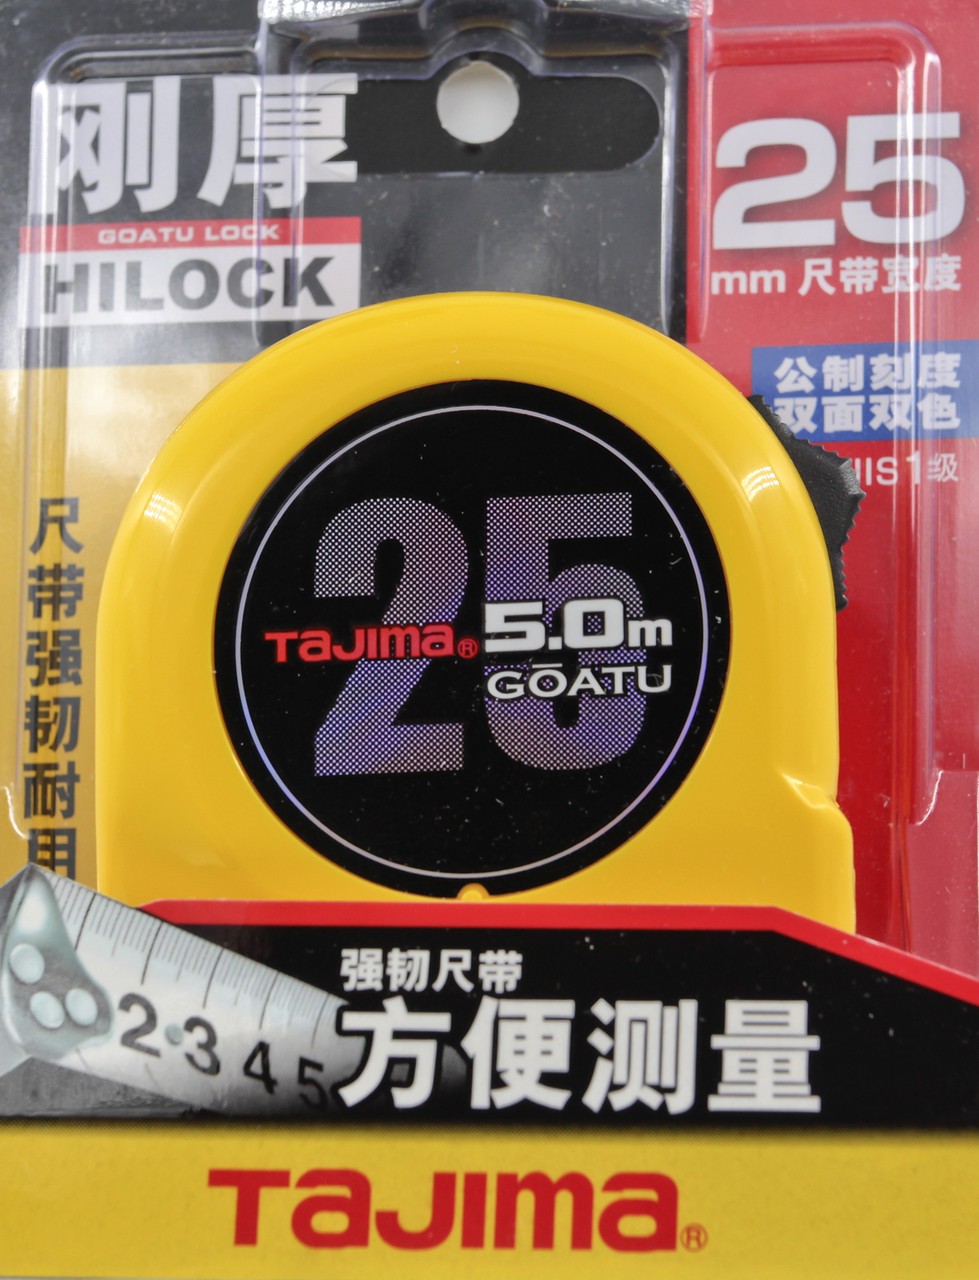 刚厚
GOATU LOCK
HILOCK
25
mm 尺带宽度
公制刻度
双面双色
JIS1级
尺带强韧耐用
25
TaJIma® 5.0m
GŌATU
2 3 4 5
强韧尺带
方便测量
TaJIma®